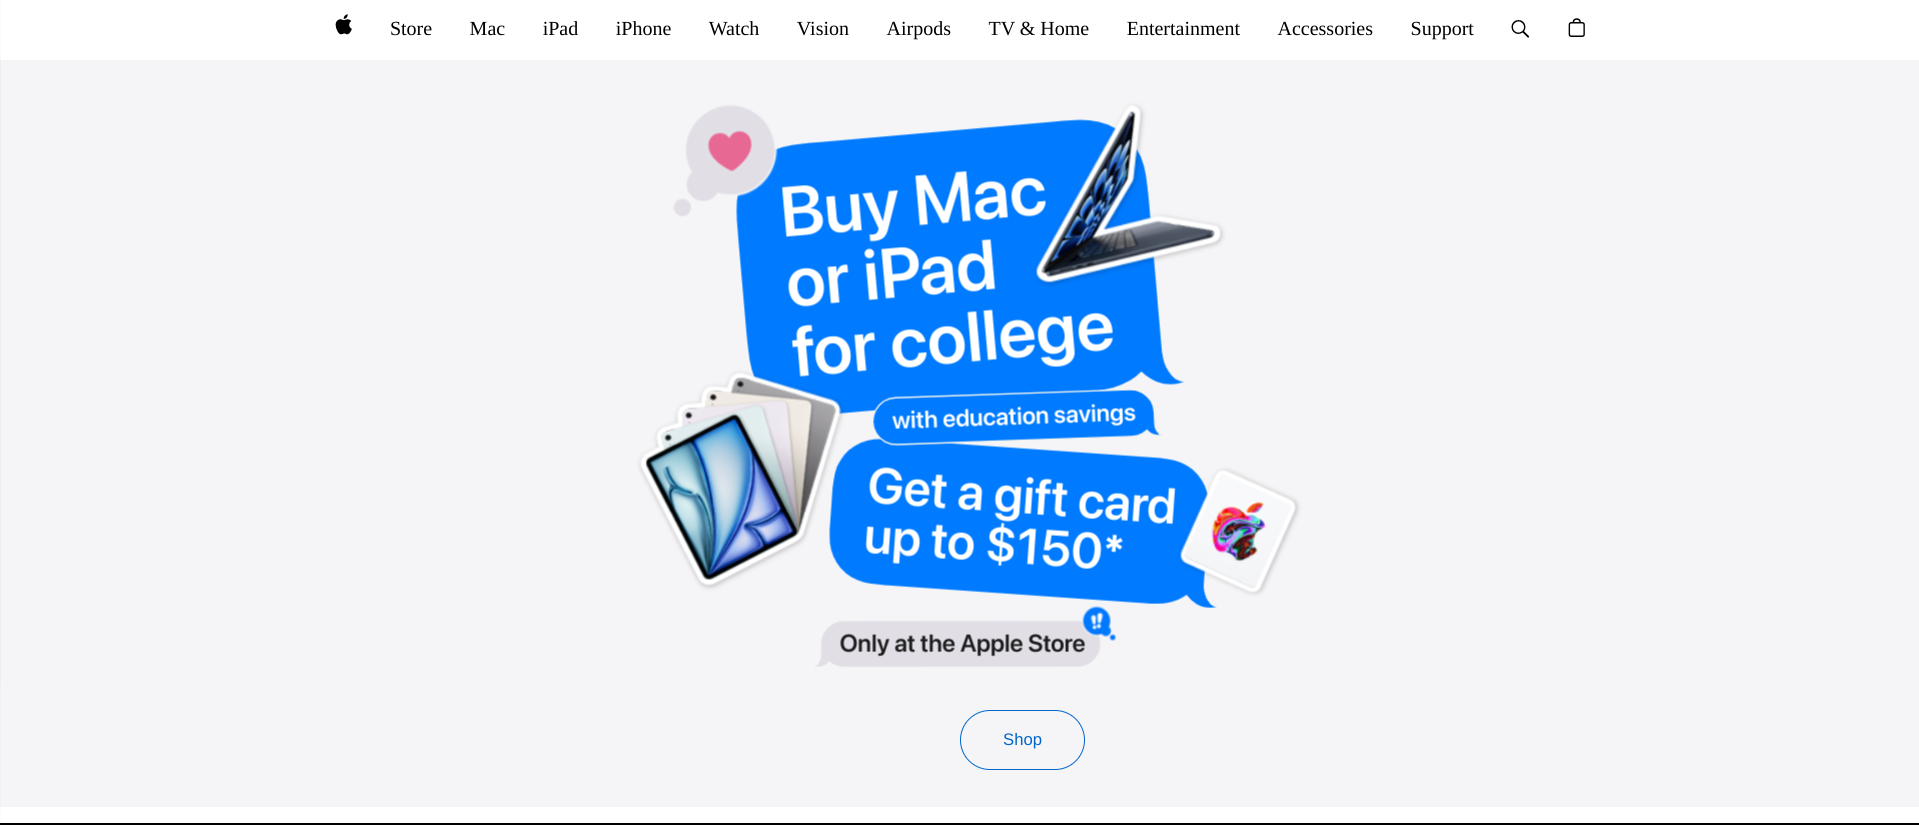 Store Mac iPad iPhone Watch Vision Airpods TV & Home Entertainment Accessories Support
Buy Mac
or iPad
for college
with education savings
Get a gift card
up to $150*
Only at the Apple Store
!!
Shop